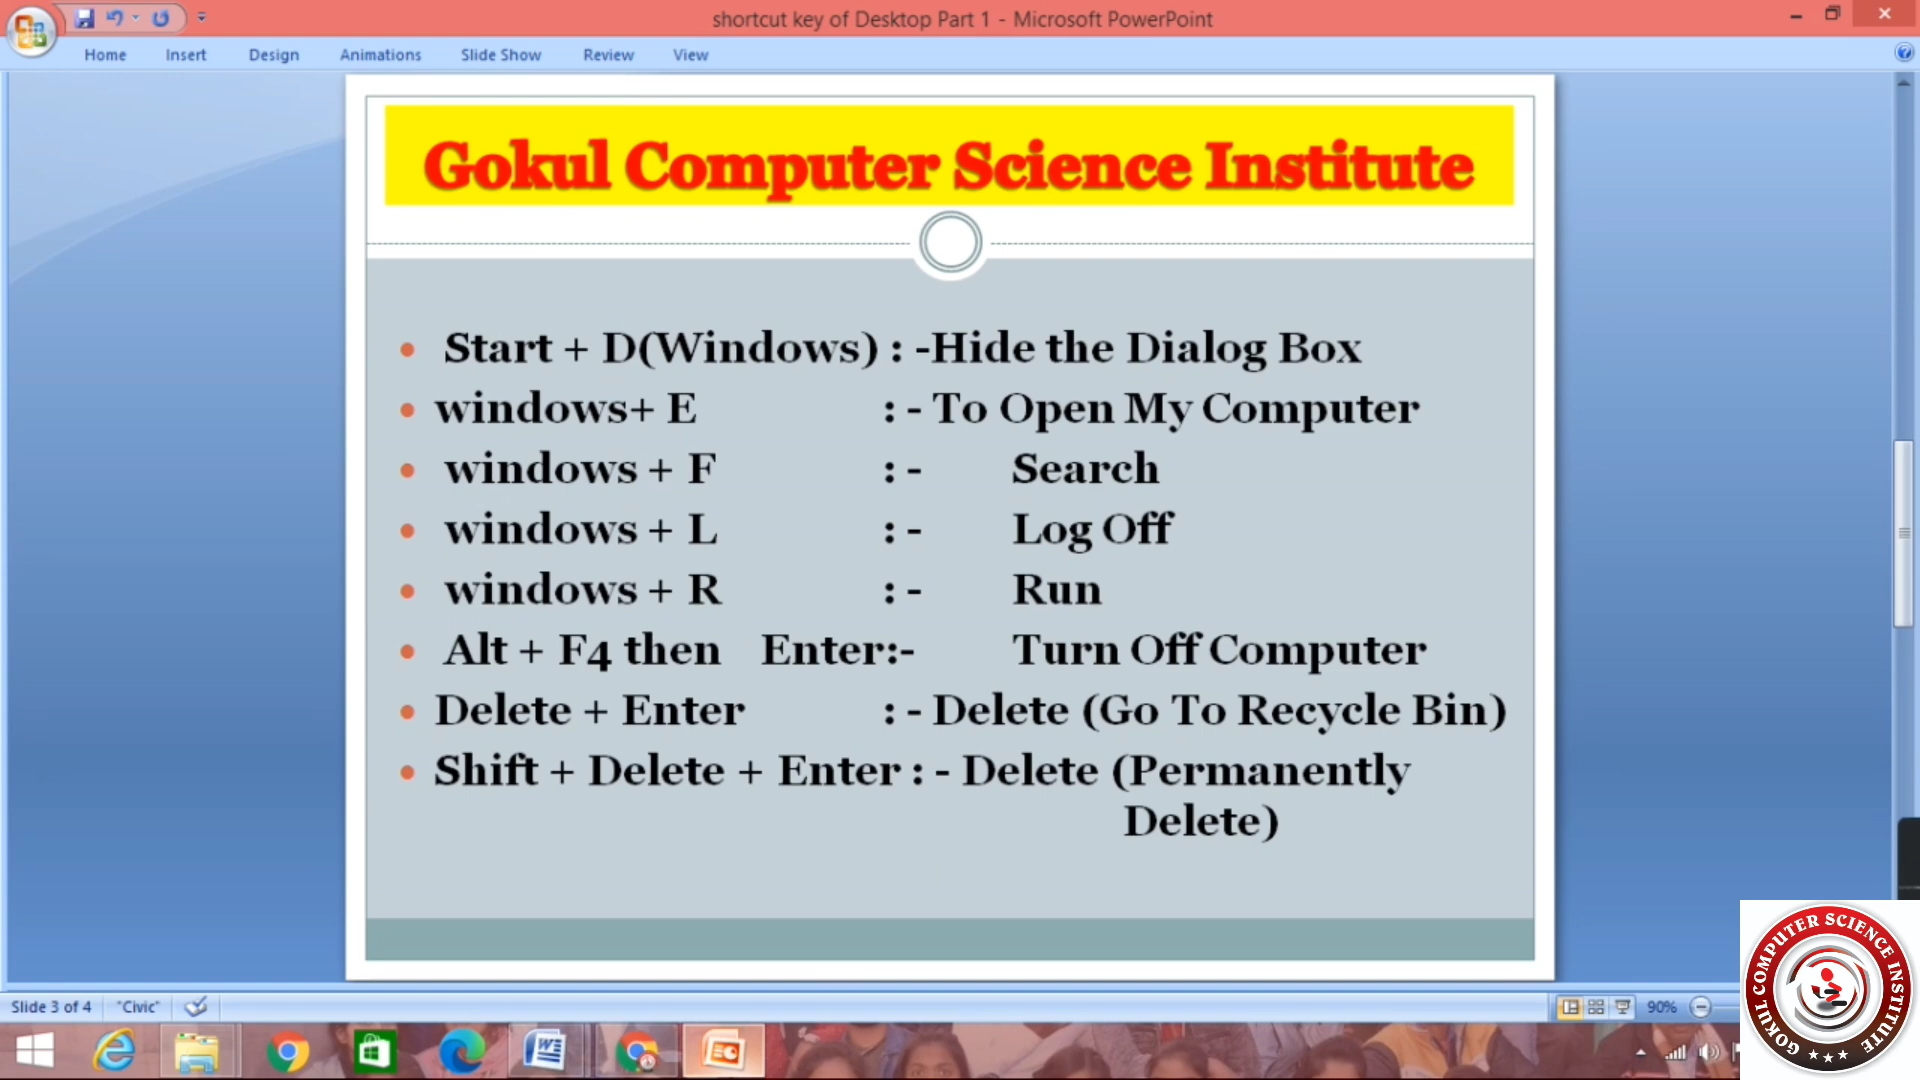 shortcut key of Desktop Part 1 - Microsoft PowerPoint
Home Insert Design Animations Slide Show Review View
Gokul Computer Science Institute
Start + D(Windows) : -Hide the Dialog Box
windows+ E : - To Open My Computer
windows + F : - Search
windows + L : - Log Off
windows + R : - Run
Alt + F4 then Enter:- Turn Off Computer
Delete + Enter : - Delete (Go To Recycle Bin)
Shift + Delete + Enter : - Delete (Permanently
Delete)
Slide 3 of 4 "Civic" 90%
GOKUL COMPUTER SCIENCE INSTITUTE